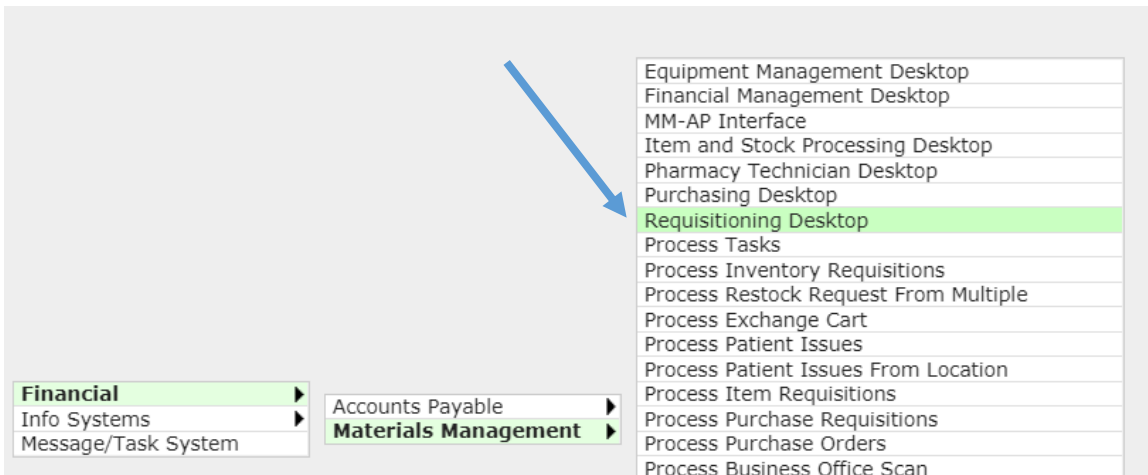 Financial
Info Systems
Message/Task System
Accounts Payable
Materials Management
Equipment Management Desktop
Financial Management Desktop
MM-AP Interface
Item and Stock Processing Desktop
Pharmacy Technician Desktop
Purchasing Desktop
Requisitioning Desktop
Process Tasks
Process Inventory Requisitions
Process Restock Request From Multiple
Process Exchange Cart
Process Patient Issues
Process Patient Issues From Location
Process Item Requisitions
Process Purchase Requisitions
Process Purchase Orders
Process Business Office Scan